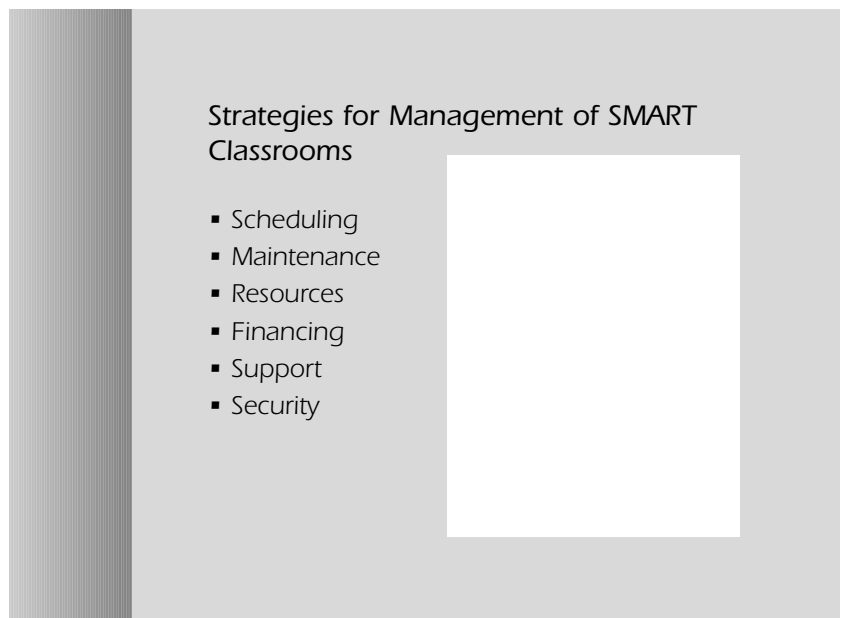 Strategies for Management of SMART
Classrooms
▪ Scheduling
▪ Maintenance
▪ Resources
▪ Financing
▪ Support
▪ Security